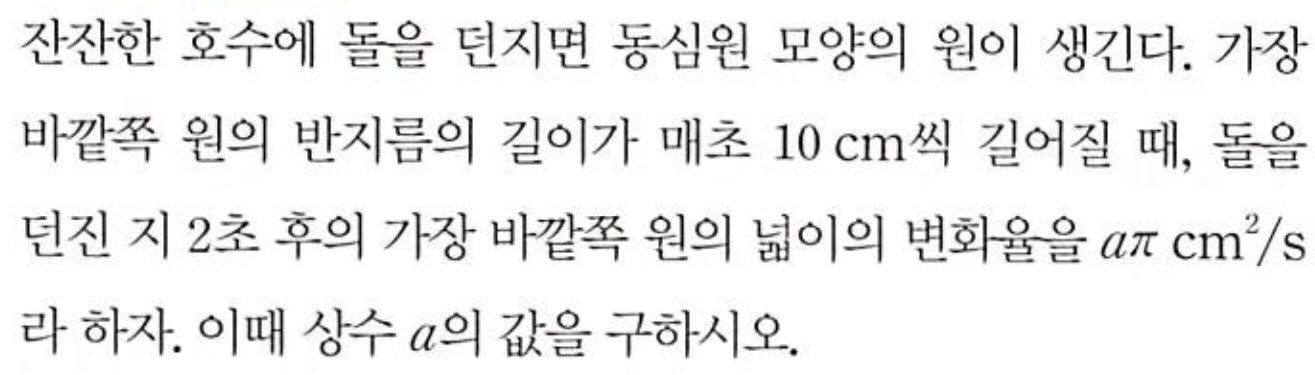 잔잔한 호수에 돌을 던지면 동심원 모양의 원이 생긴다. 가장
바깥쪽 원의 반지름의 길이가 매초 10 cm씩 길어질 때, 돌을
던진 지 2초 후의 가장 바깥쪽 원의 넓이의 변화율을 aπ cm²/s
라 하자. 이때 상수 a의 값을 구하시오.